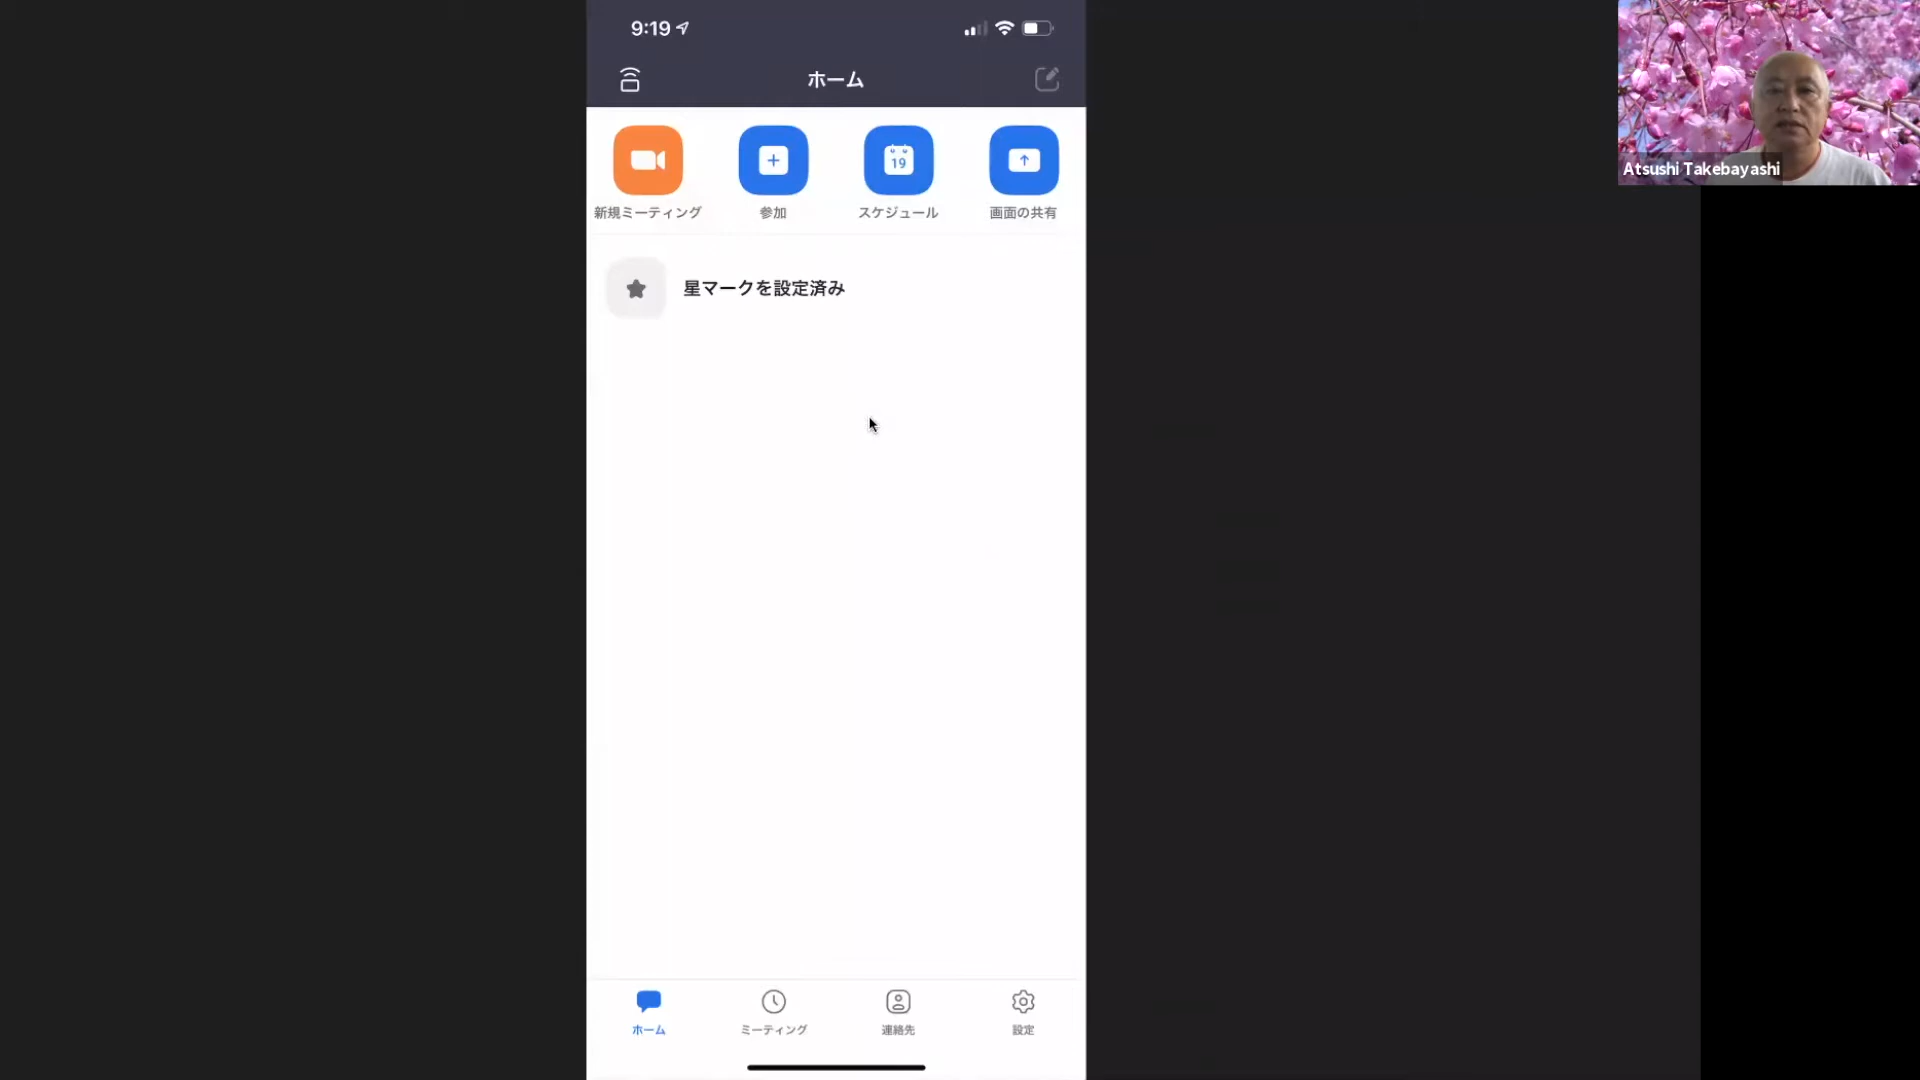 9:19
ホーム
新規ミーティング
参加
19
スケジュール
画面の共有
星マークを設定済み
ホーム
ミーティング
連絡先
設定
Atsushi Takebayashi